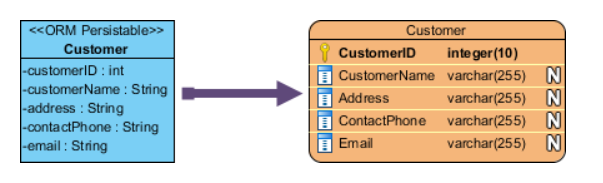 <<ORM Persistable>>
Customer
-customerID : int
-customerName : String
-address : String
-contactPhone : String
-email : String
Customer
CustomerID integer(10)
CustomerName varchar(255) N
Address varchar(255) N
ContactPhone varchar(255) N
Email varchar(255) N